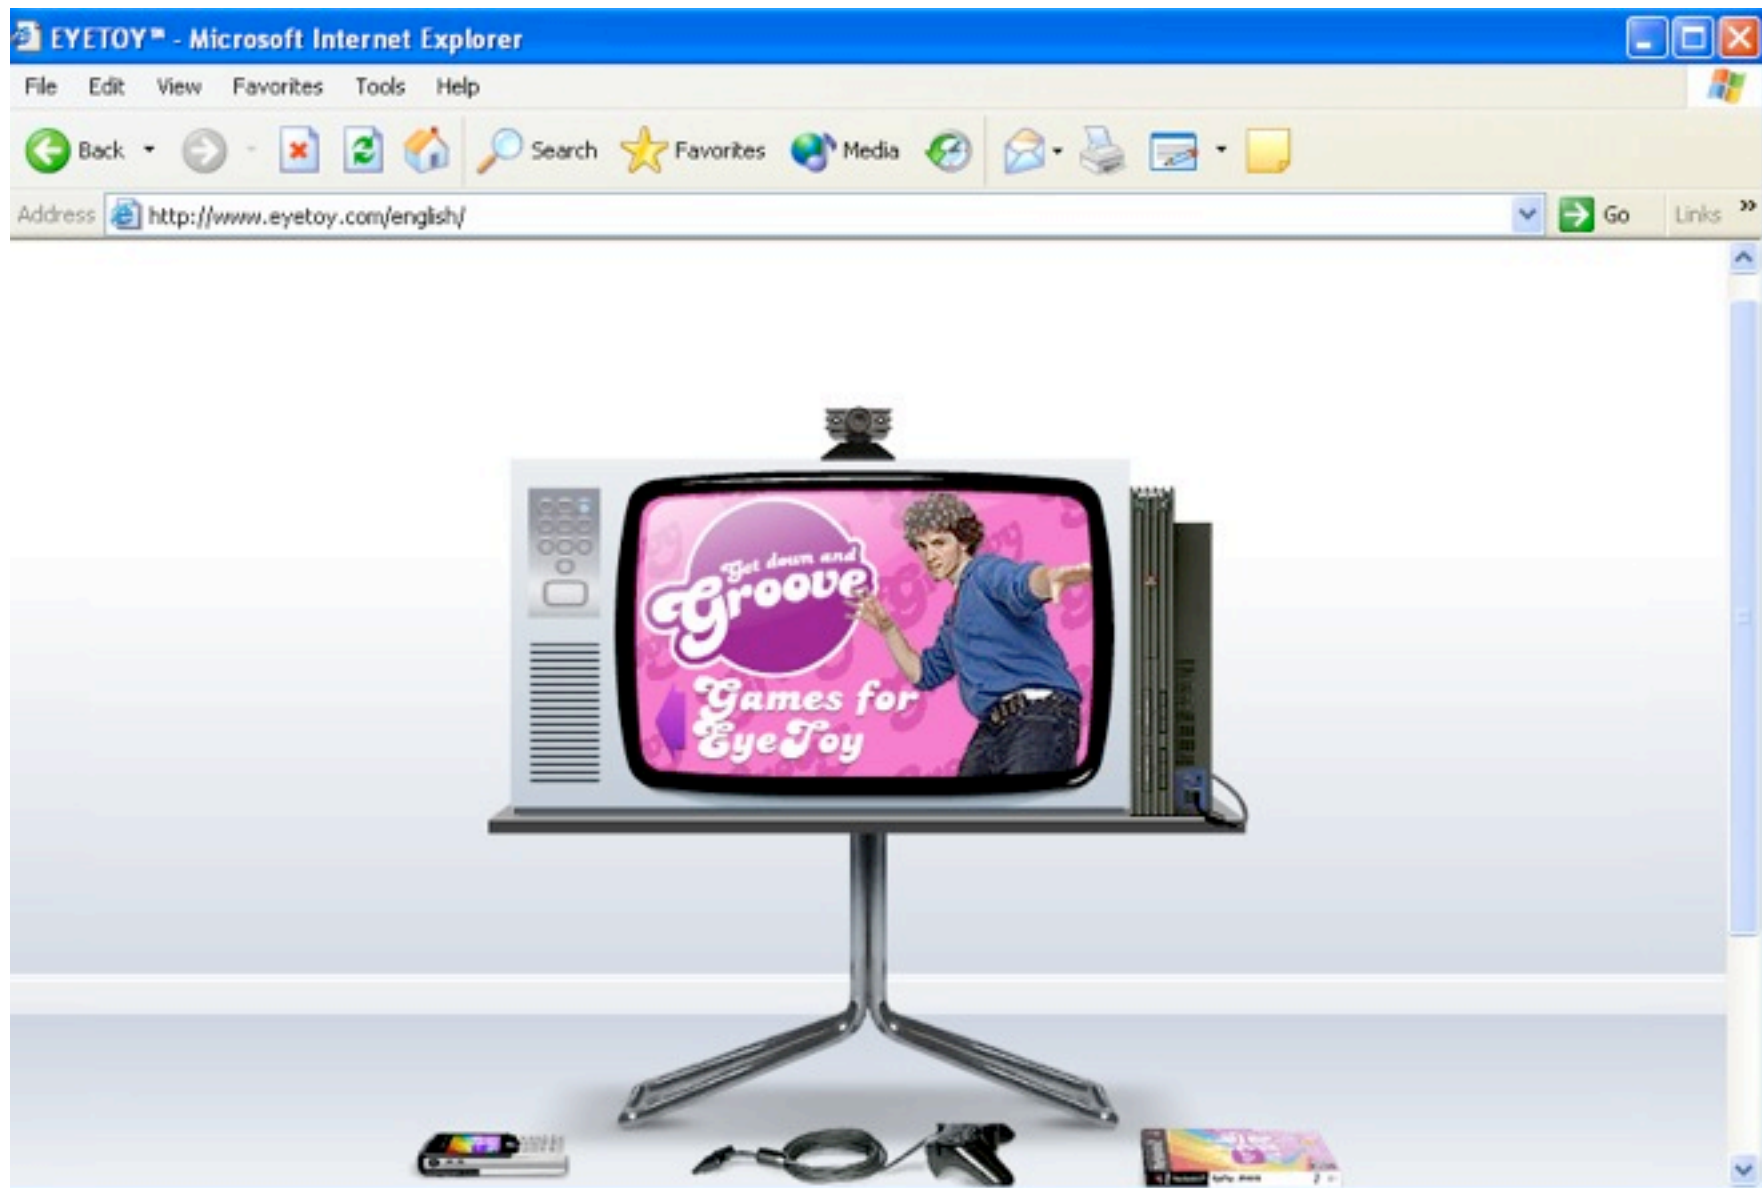 EYETOY™ - Microsoft Internet Explorer
File Edit View Favorites Tools Help
Back Search Favorites Media
Address http://www.eyetoy.com/english/ Go Links »
Get down and
Groove
Games for
EyeToy